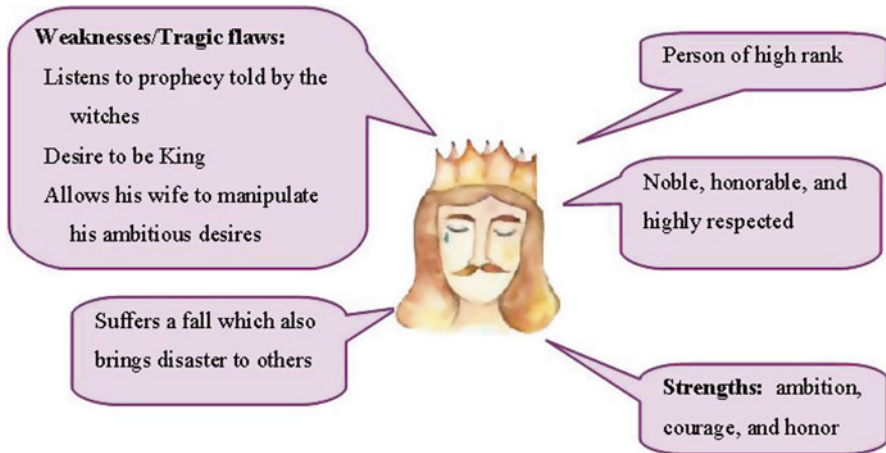 Weaknesses/Tragic flaws:
Listens to prophecy told by the
witches
Desire to be King
Allows his wife to manipulate
his ambitious desires
Person of high rank
Noble, honorable, and
highly respected
Suffers a fall which also
brings disaster to others
Strengths: ambition,
courage, and honor